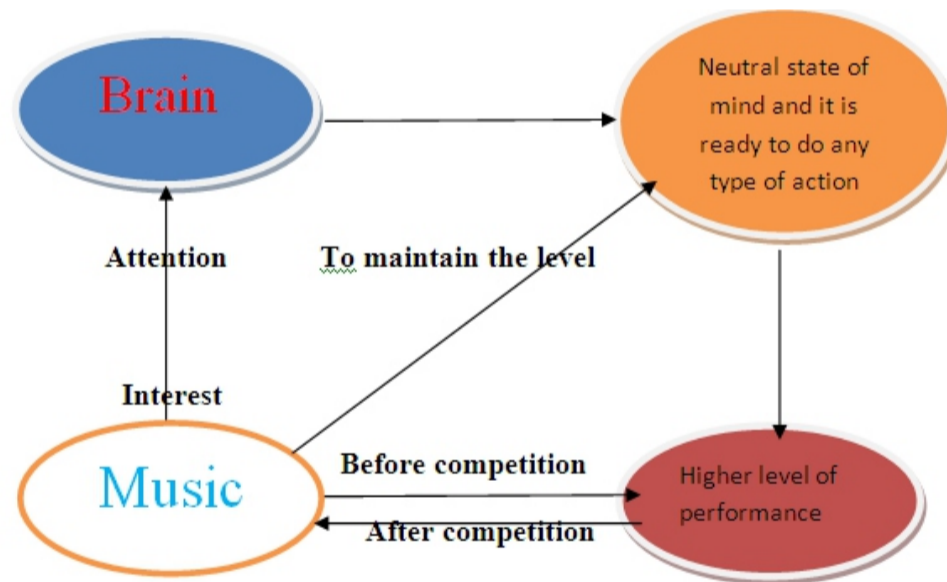 Brain
Neutral state of
mind and it is
ready to do any
type of action
Attention
To maintain the level
Interest
Music
Before competition
After competition
Higher level of
performance